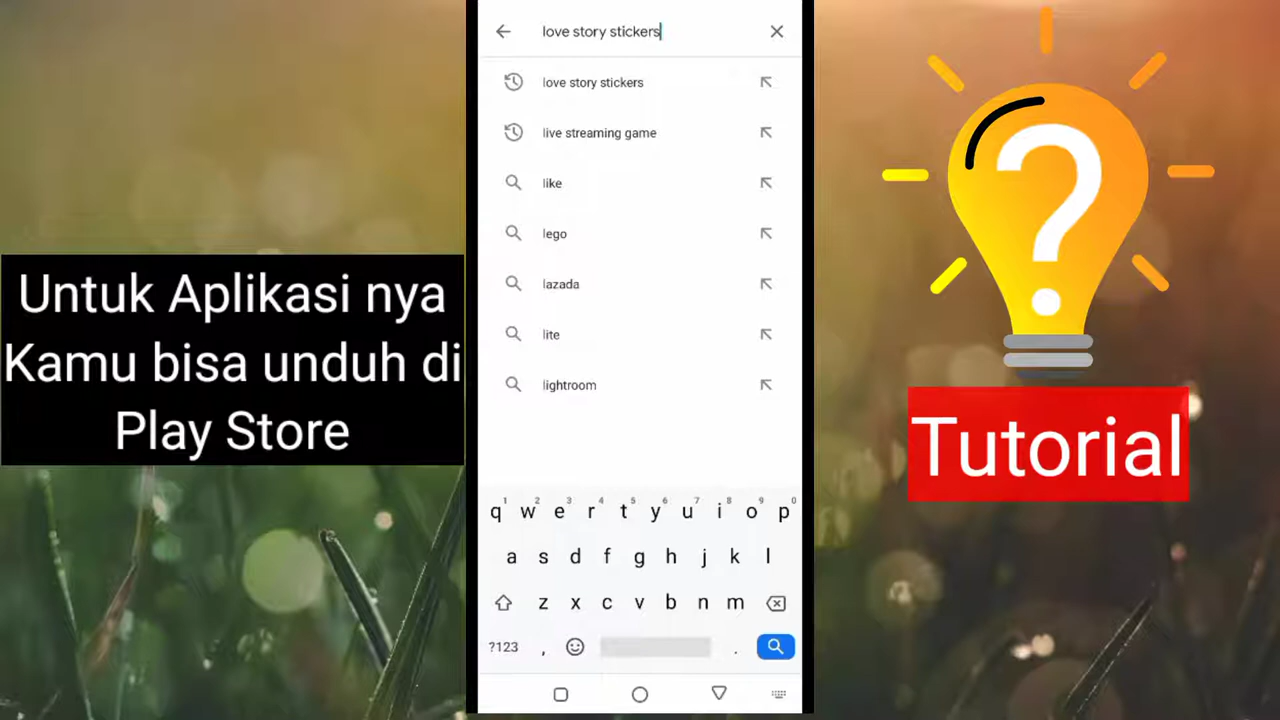 Untuk Aplikasi nya
Kamu bisa unduh di
Play Store
love story stickers
love story stickers
live streaming game
like
lego
lazada
lite
lightroom
1 2 3 4 5 6 7 8 9 0
q w e r t y u i o p
a s d f g h j k l
z x c v b n m
?123 , .
?
Tutorial